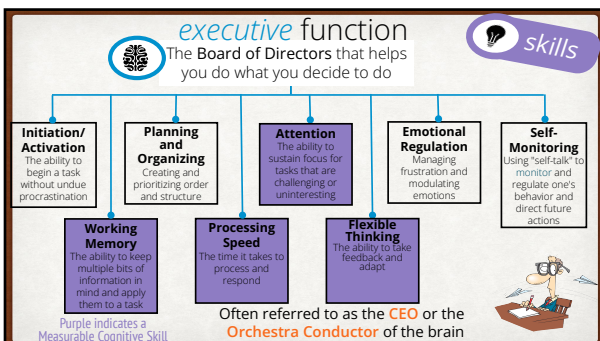 executive function
skills
The Board of Directors that helps
you do what you decide to do
Initiation/
Activation
The ability to
begin a task
without undue
procrastination
Planning
and
Organizing
Creating and
prioritizing order
and structure
Attention
The ability to
sustain focus for
tasks that are
challenging or
uninteresting
Emotional
Regulation
Managing
frustration and
modulating
emotions
Self-
Monitoring
Using "self-talk" to
monitor and
regulate one's
behavior and
direct future
actions
Working
Memory
The ability to keep
multiple bits of
information in
mind and apply
them to a task
Processing
Speed
The time it takes to
process and
respond
Flexible
Thinking
The ability to take
feedback and
adapt
Purple indicates a
Measurable Cognitive Skill
Often referred to as the CEO or the
Orchestra Conductor of the brain